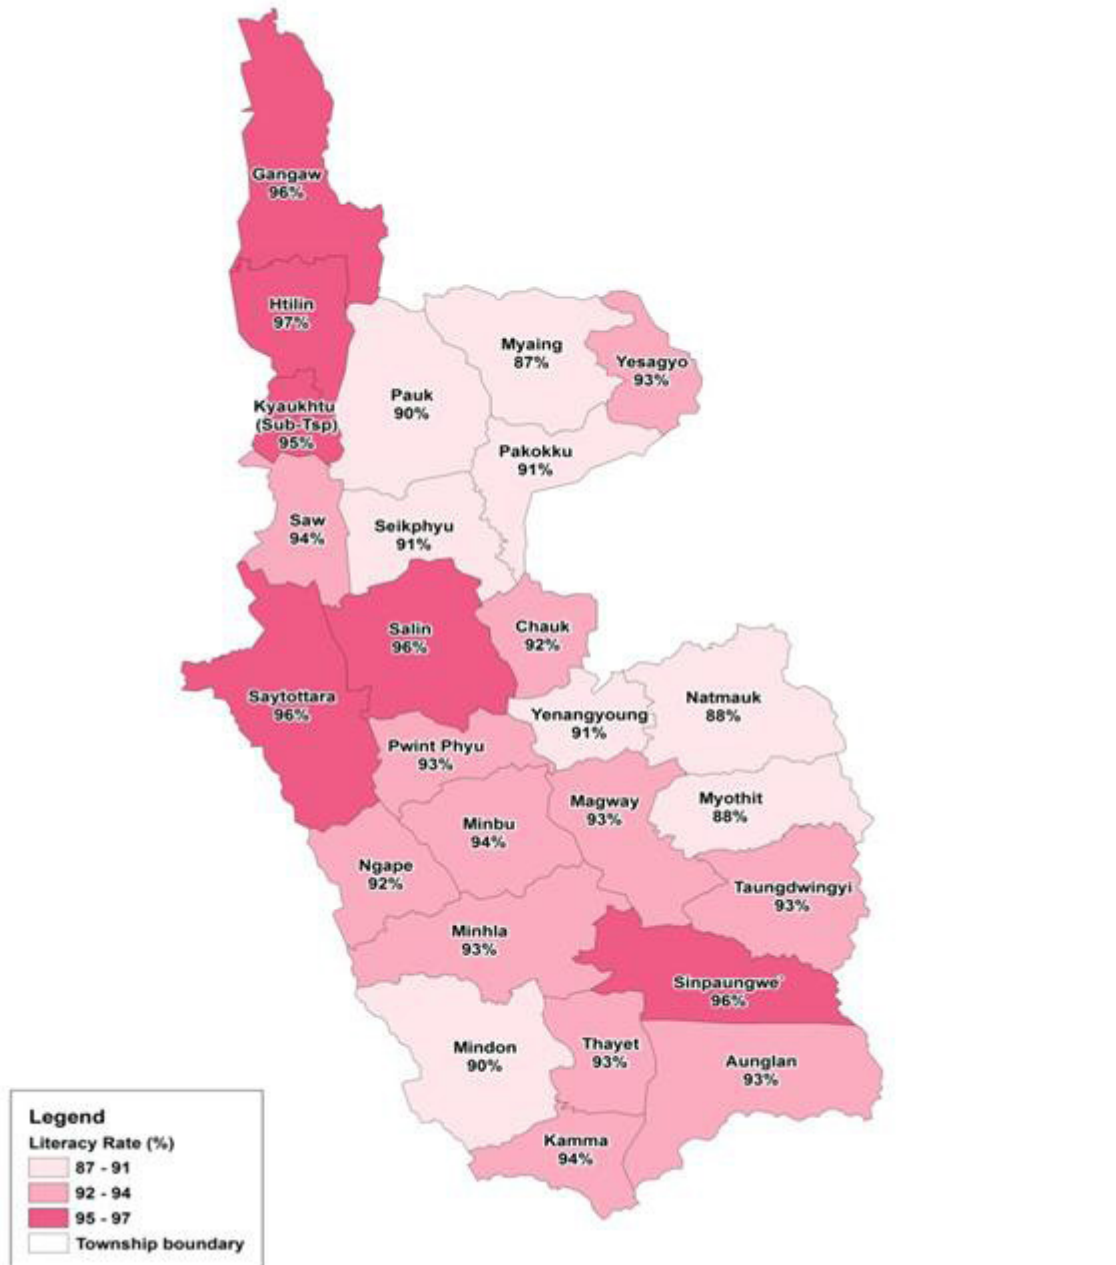 Gangaw
96%
Htilin
97%
Myaing
87%
Yesagyo
93%
Pauk
90%
Kyaukhtu
(Sub-Tsp)
95%
Pakokku
91%
Saw
94%
Seikphyu
91%
Salin
96%
Chauk
92%
Saytottara
96%
Natmauk
88%
Yenangyoung
91%
Pwint Phyu
93%
Magway
93%
Myothit
88%
Minbu
94%
Ngape
92%
Taungdwingyi
93%
Minhla
93%
Sinpaungwe'
96%
Mindon
90%
Thayet
93%
Aunglan
93%
Kamma
94%
Legend
Literacy Rate (%)
87 - 91
92 - 94
95 - 97
Township boundary